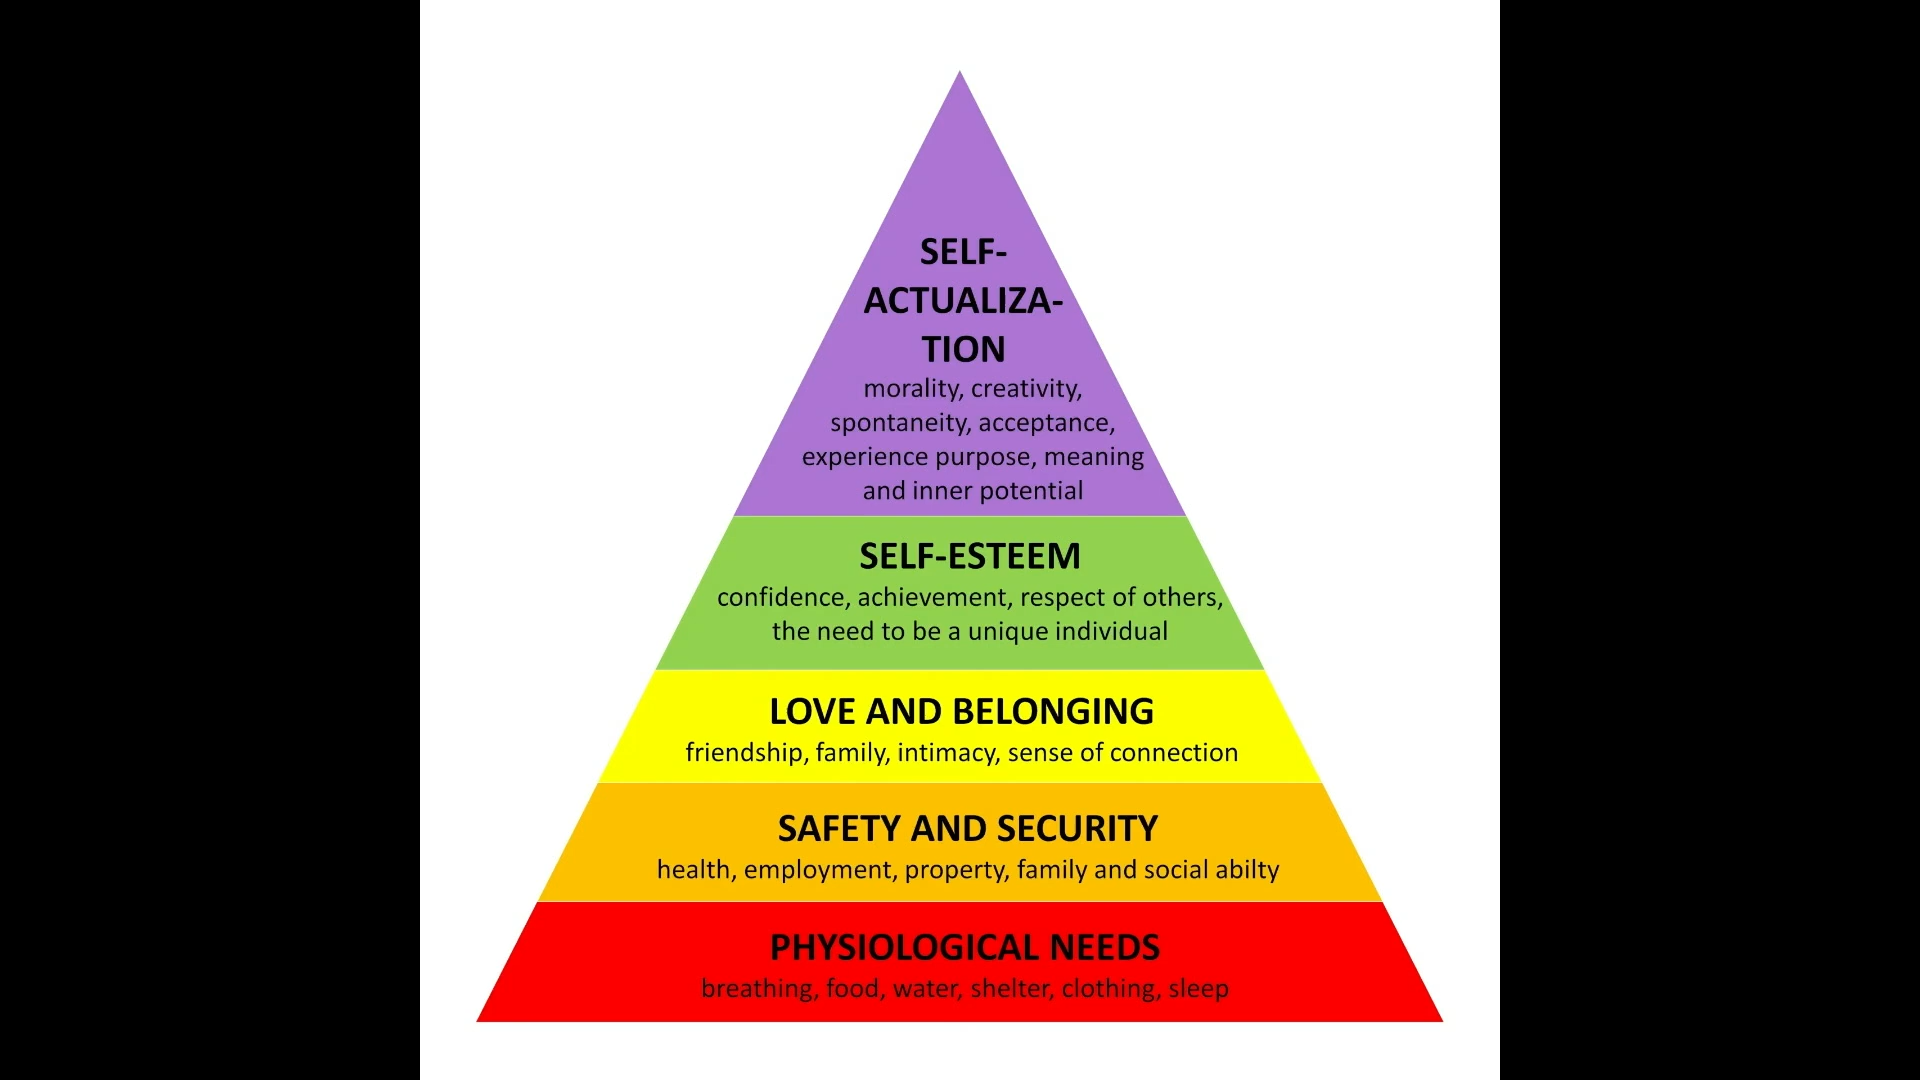 SELF-
ACTUALIZA-
TION
morality, creativity,
spontaneity, acceptance,
experience purpose, meaning
and inner potential
SELF-ESTEEM
confidence, achievement, respect of others,
the need to be a unique individual
LOVE AND BELONGING
friendship, family, intimacy, sense of connection
SAFETY AND SECURITY
health, employment, property, family and social abilty
PHYSIOLOGICAL NEEDS
breathing, food, water, shelter, clothing, sleep